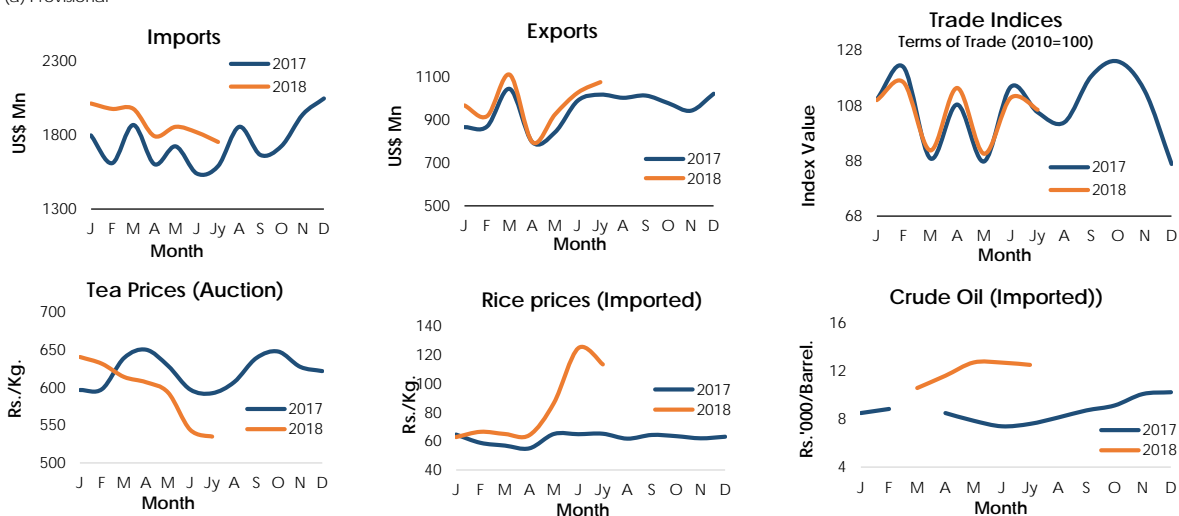 (a) Provisional
Imports
2300
1800
1300
US$ Mn
2017
2018
J F M A M J Jy A S O N D
Month
Exports
1100
900
700
500
US$ Mn
2017
2018
J F M A M J Jy A S O N D
Month
Trade Indices
Terms of Trade (2010=100)
128
108
88
68
Index Value
2017
2018
J F M A M J Jy A S O N D
Month
Tea Prices (Auction)
700
650
600
550
500
Rs./Kg.
2017
2018
J F M A M J Jy A S O N D
Month
Rice prices (Imported)
140
120
100
80
60
40
Rs./Kg.
2017
2018
J F M A M J Jy A S O N D
Month
Crude Oil (Imported))
16
12
8
4
Rs.'000/Barrel.
2017
2018
J F M A M J Jy A S O N D
Month